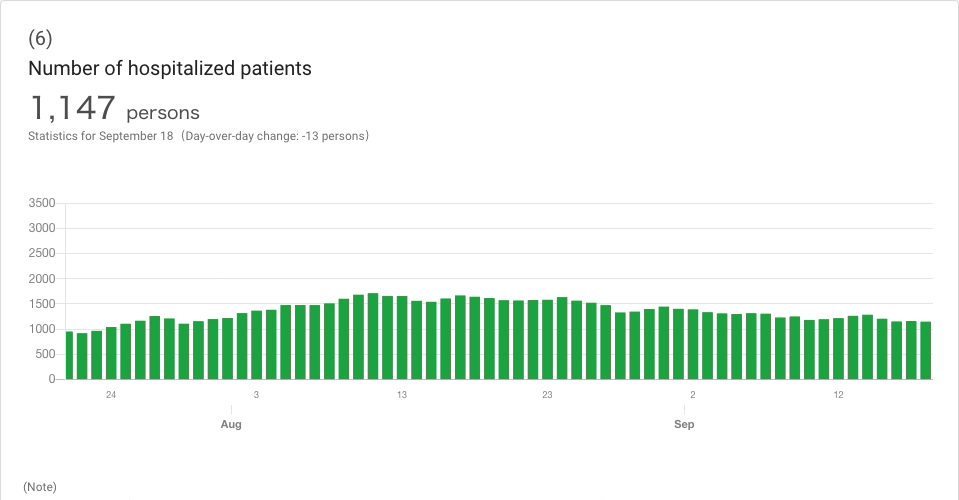 (6)
Number of hospitalized patients
1,147 persons
Statistics for September 18 (Day-over-day change: -13 persons)
3500
3000
2500
2000
1500
1000
500
0
24 3 13 23 2 12
Aug Sep
(Note)